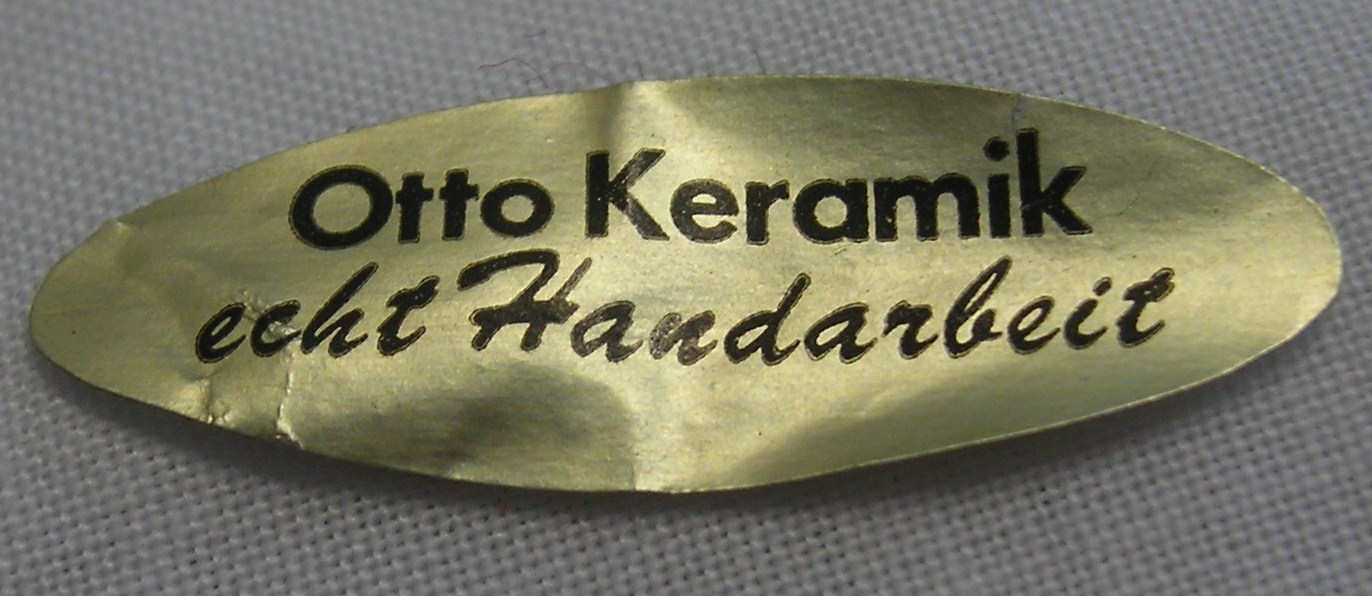 Otto Keramik
echt Handarbeit